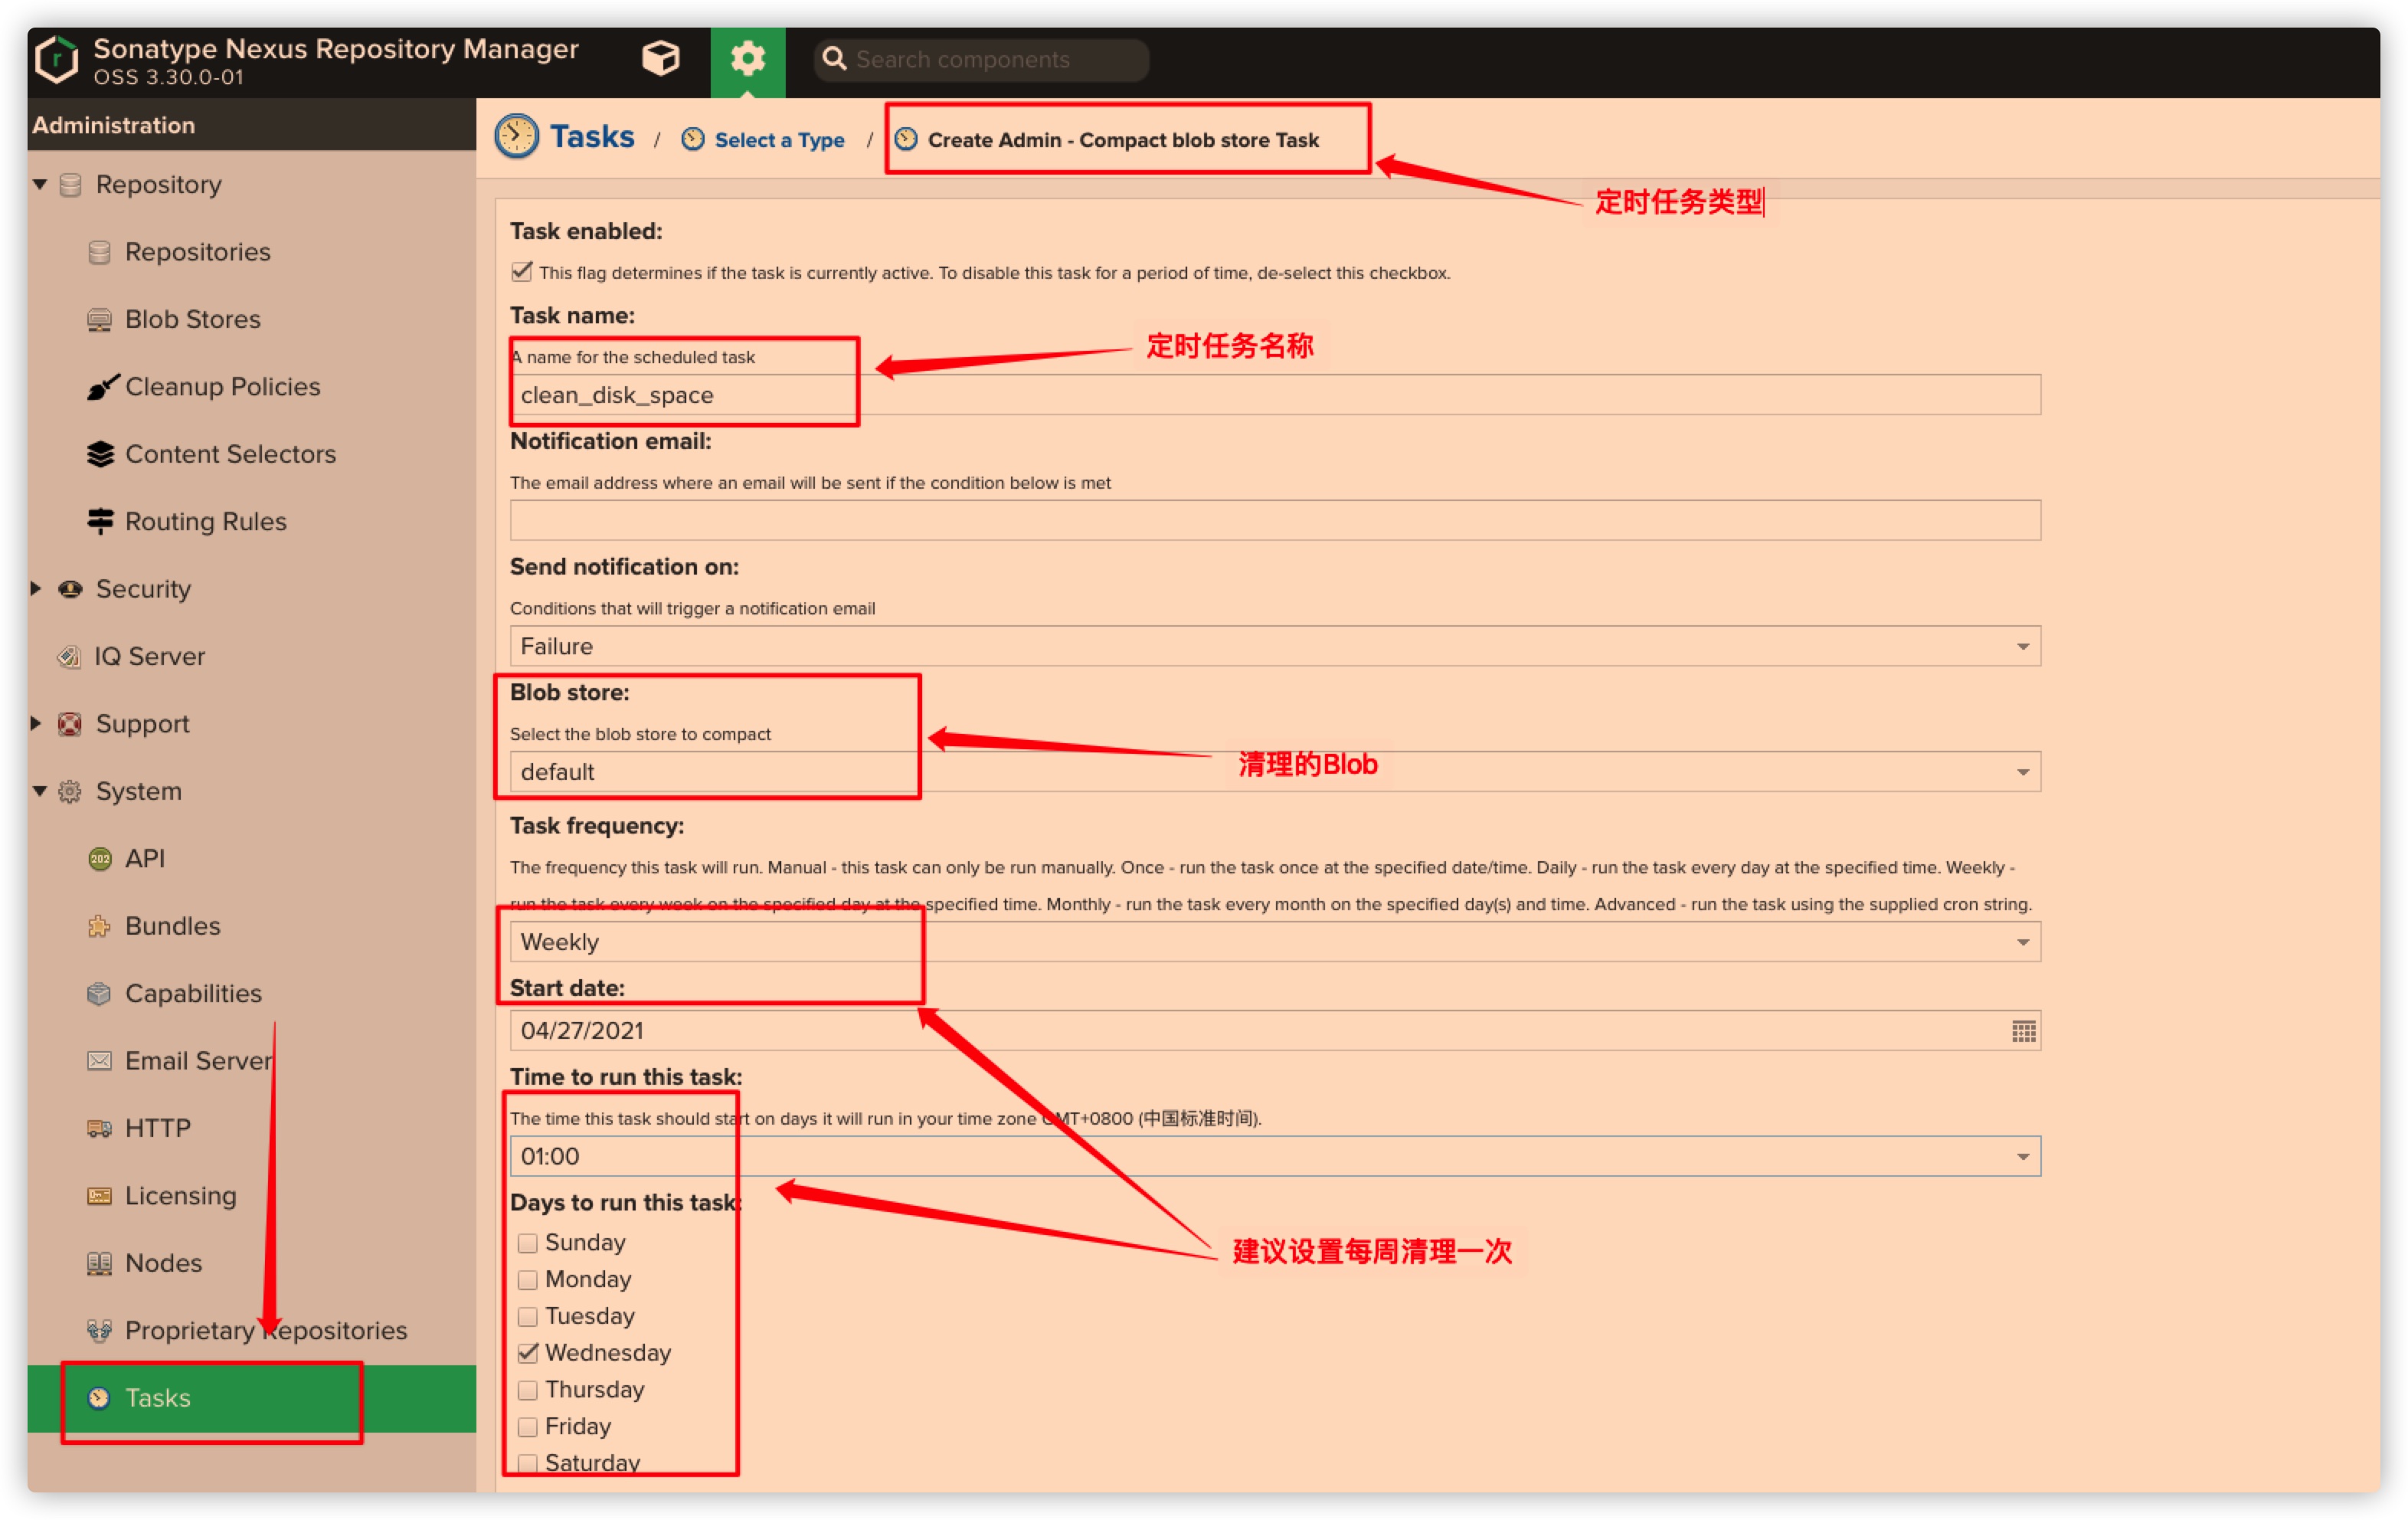 Sonatype Nexus Repository Manager
OSS 3.30.0-01
Search components
Administration
Repository
Repositories
Blob Stores
Cleanup Policies
Content Selectors
Routing Rules
Security
IQ Server
Support
System
202 API
Bundles
Capabilities
Email Server
HTTP
Licensing
Nodes
Proprietary Repositories
Tasks
Tasks / Select a Type / Create Admin - Compact blob store Task
定时任务类型
Task enabled:
This flag determines if the task is currently active. To disable this task for a period of time, de-select this checkbox.
Task name:
定时任务名称
A name for the scheduled task
clean_disk_space
Notification email:
The email address where an email will be sent if the condition below is met
Send notification on:
Conditions that will trigger a notification email
Failure
Blob store:
Select the blob store to compact
清理的Blob
default
Task frequency:
The frequency this task will run. Manual - this task can only be run manually. Once - run the task once at the specified date/time. Daily - run the task every day at the specified time. Weekly -
run the task every week on the specified day at the specified time. Monthly - run the task every month on the specified day(s) and time. Advanced - run the task using the supplied cron string.
Weekly
Start date:
04/27/2021
Time to run this task:
The time this task should start on days it will run in your time zone GMT+0800 (中国标准时间).
01:00
Days to run this task:
建议设置每周清理一次
Sunday
Monday
Tuesday
Wednesday
Thursday
Friday
Saturday